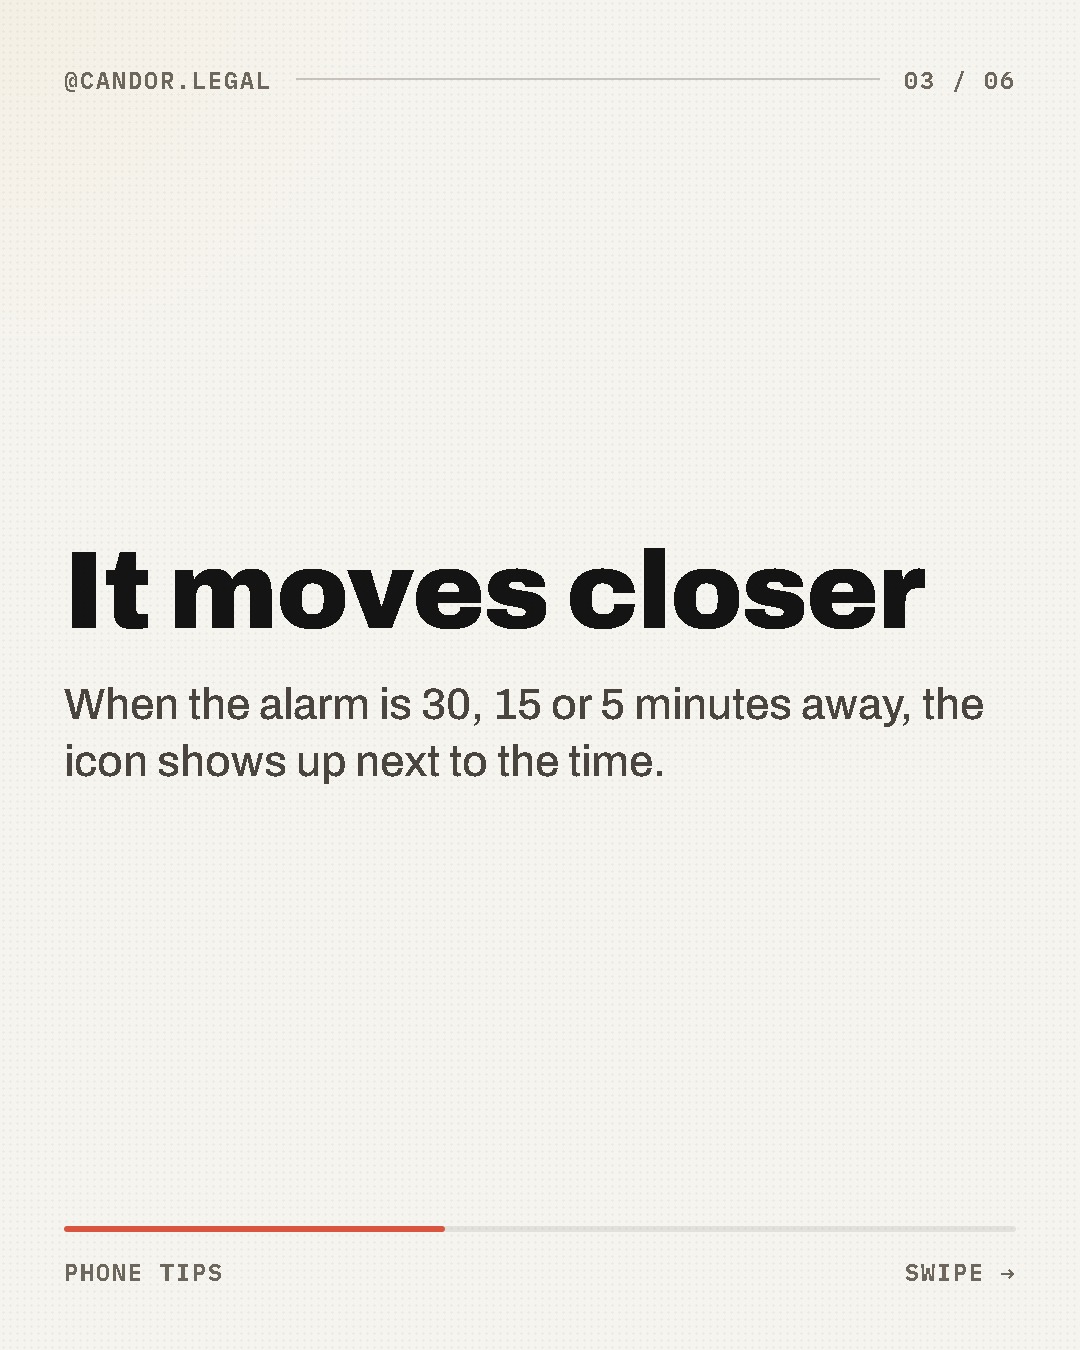 @CANDOR.LEGAL
03 / 06
It moves closer
When the alarm is 30, 15 or 5 minutes away, the
icon shows up next to the time.
PHONE TIPS
SWIPE →